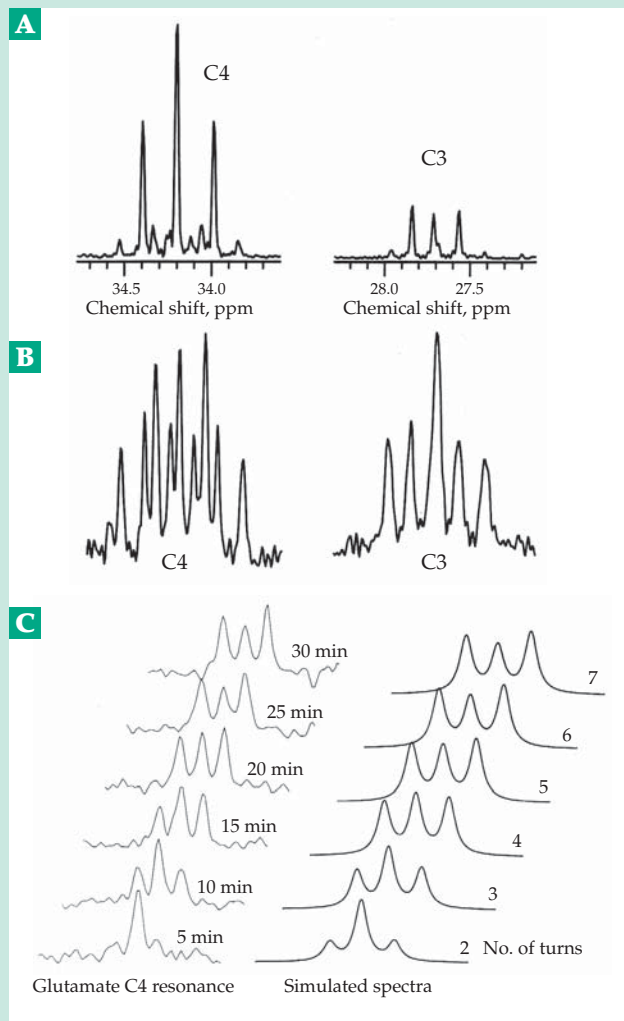 A
C4
C3
34.5 34.0
Chemical shift, ppm
28.0 27.5
Chemical shift, ppm
B
C4
C3
C
30 min
7
25 min
6
20 min
5
15 min
4
10 min
3
5 min
2 No. of turns
Glutamate C4 resonance
Simulated spectra